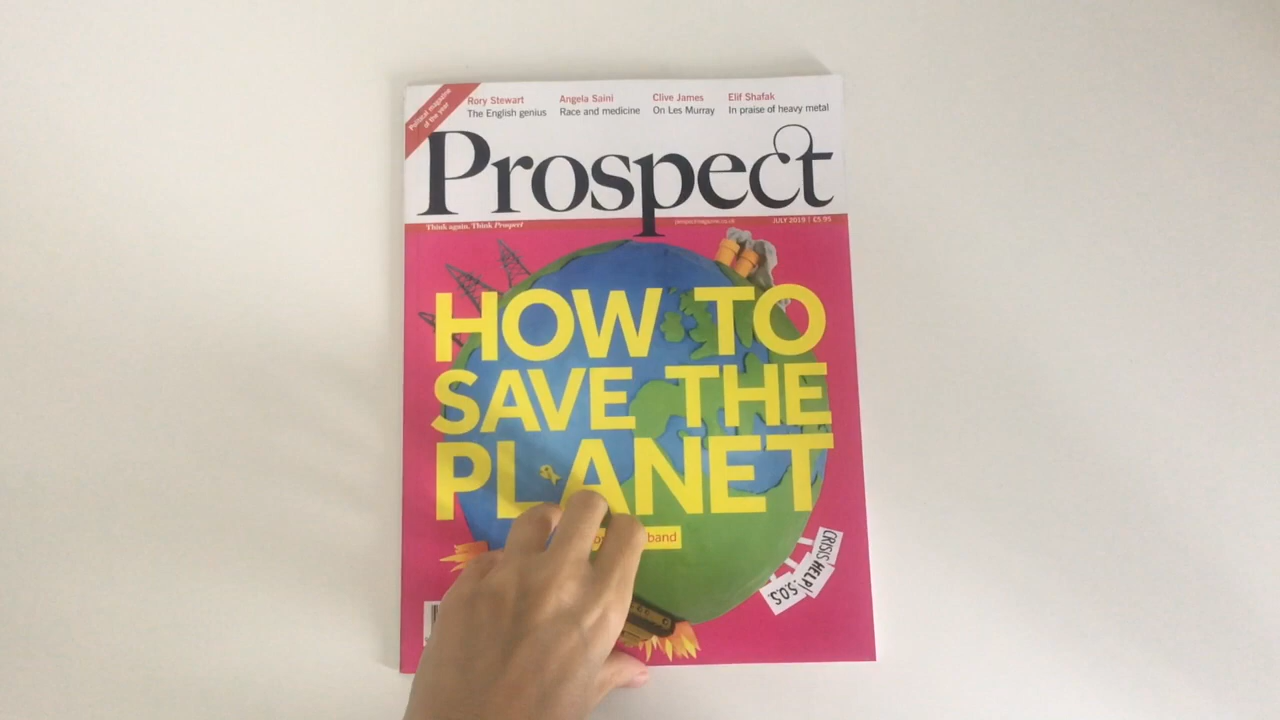 Political magazine
of the year
Rory Stewart
The English genius
Angela Saini
Race and medicine
Clive James
On Les Murray
Elif Shafak
In praise of heavy metal
Prospect
Think again. Think Prospect
prospectmagazine.co.uk
JULY 2019 | £5.95
HOW TO
SAVE THE
PLANET
band
CRISIS
HELP!
S.O.S.